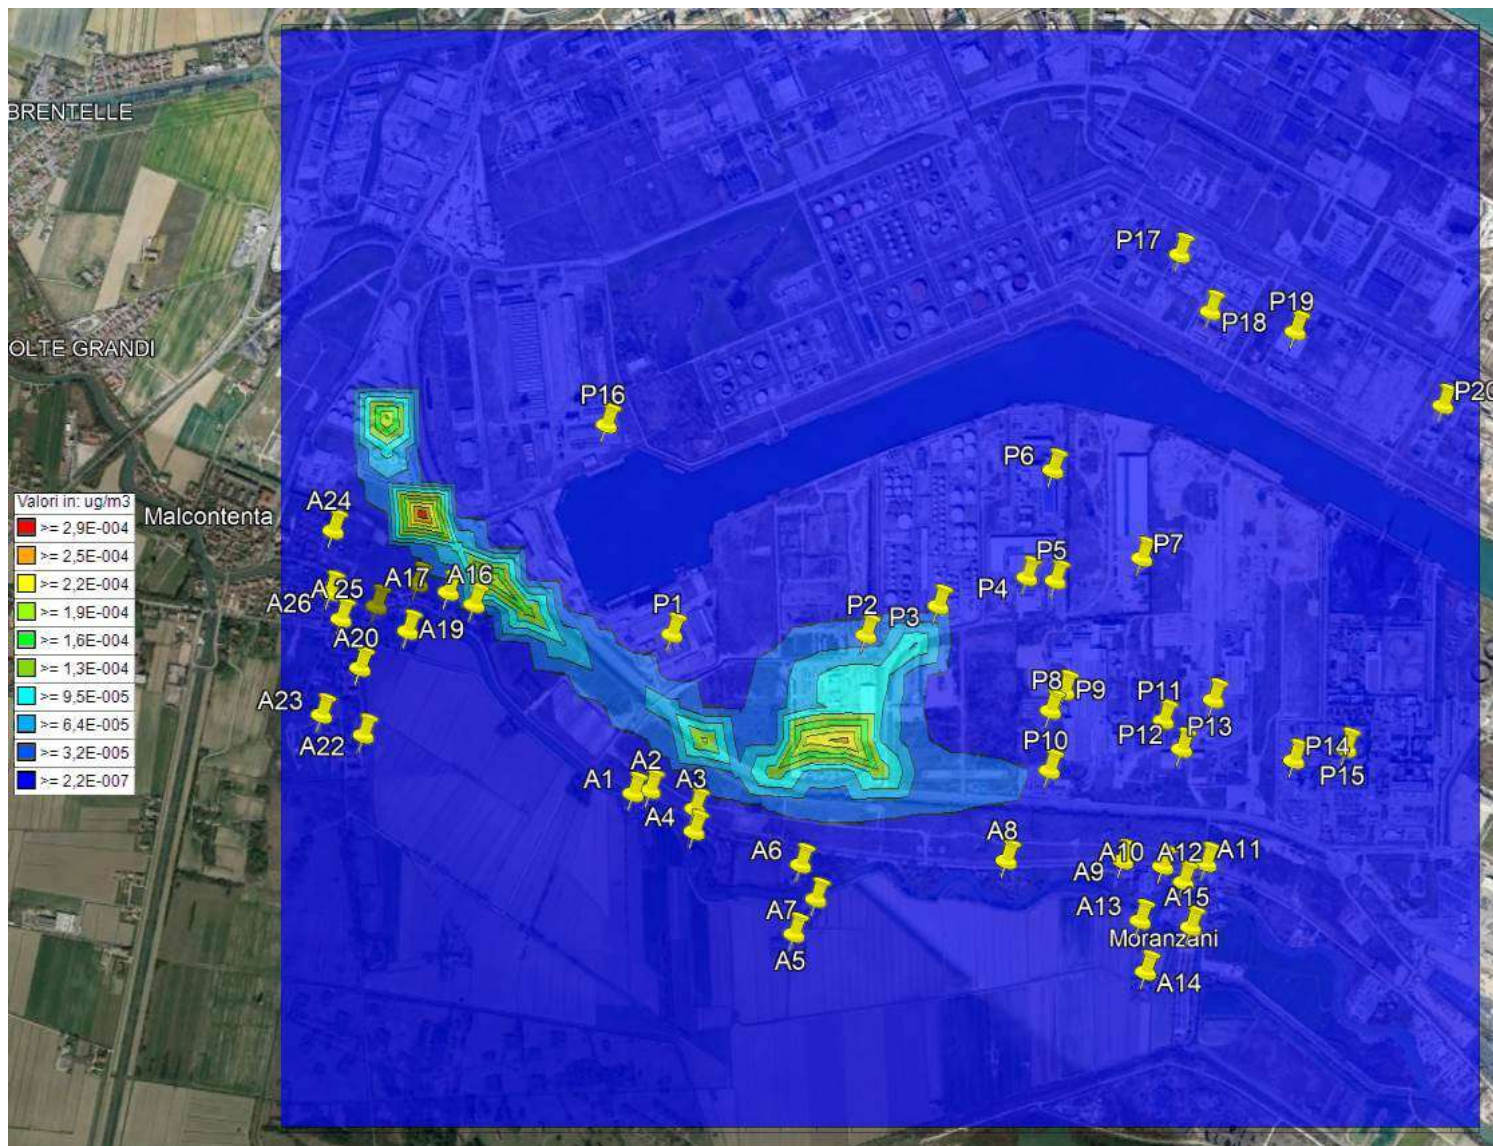 BRENTELLE
P17
P18
P19
OLTE GRANDI
P16
P20
P6
Valori in: ug/m3
>= 2,9E-004
>= 2,5E-004
>= 2,2E-004
>= 1,9E-004
>= 1,6E-004
>= 1,3E-004
>= 9,5E-005
>= 6,4E-005
>= 3,2E-005
>= 2,2E-007
A24
Malcontenta
P5
P7
A17
A16
P4
A25
A26
P1
P2
P3
A19
A20
P8
P9
A23
P11
A22
P12
P13
P10
P14
P15
A1
A2
A3
A4
A8
A6
A10
A12
A11
A9
A15
A7
A13
Moranzani
A5
A14